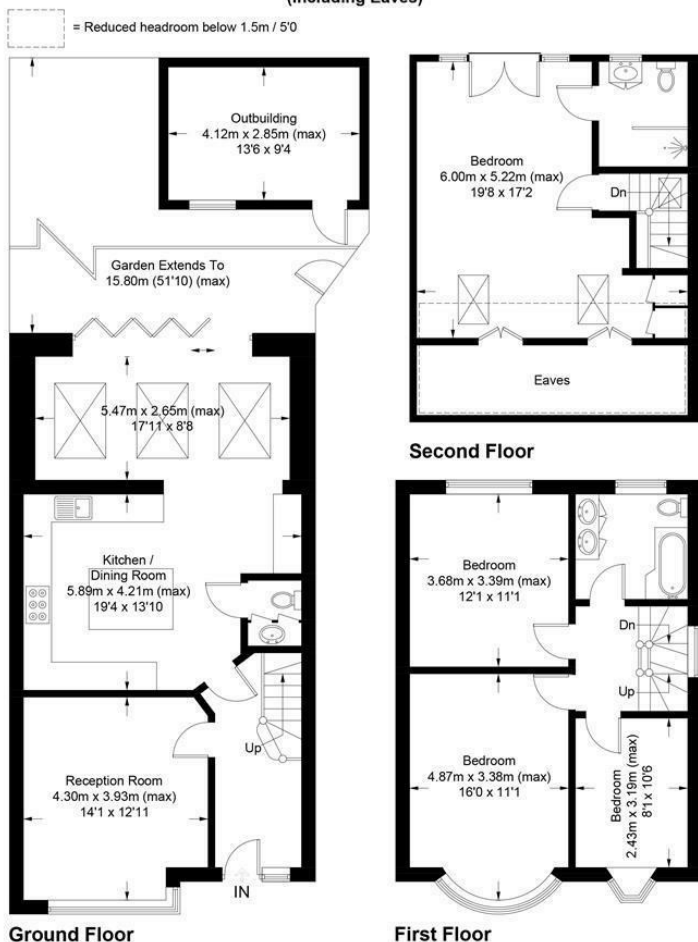 (Including Eaves)
= Reduced headroom below 1.5m / 5'0
Outbuilding
4.12m x 2.85m (max)
13'6 x 9'4
Garden Extends To
15.80m (51'10) (max)
5.47m x 2.65m (max)
17'11 x 8'8
Kitchen /
Dining Room
5.89m x 4.21m (max)
19'4 x 13'10
Up
Reception Room
4.30m x 3.93m (max)
14'1 x 12'11
IN
Ground Floor
Bedroom
6.00m x 5.22m (max)
19'8 x 17'2
Dn
Eaves
Second Floor
Bedroom
3.68m x 3.39m (max)
12'1 x 11'1
Dn
Up
Bedroom
4.87m x 3.38m (max)
16'0 x 11'1
Bedroom
2.43m x 3.19m (max)
8'1 x 10'6
First Floor